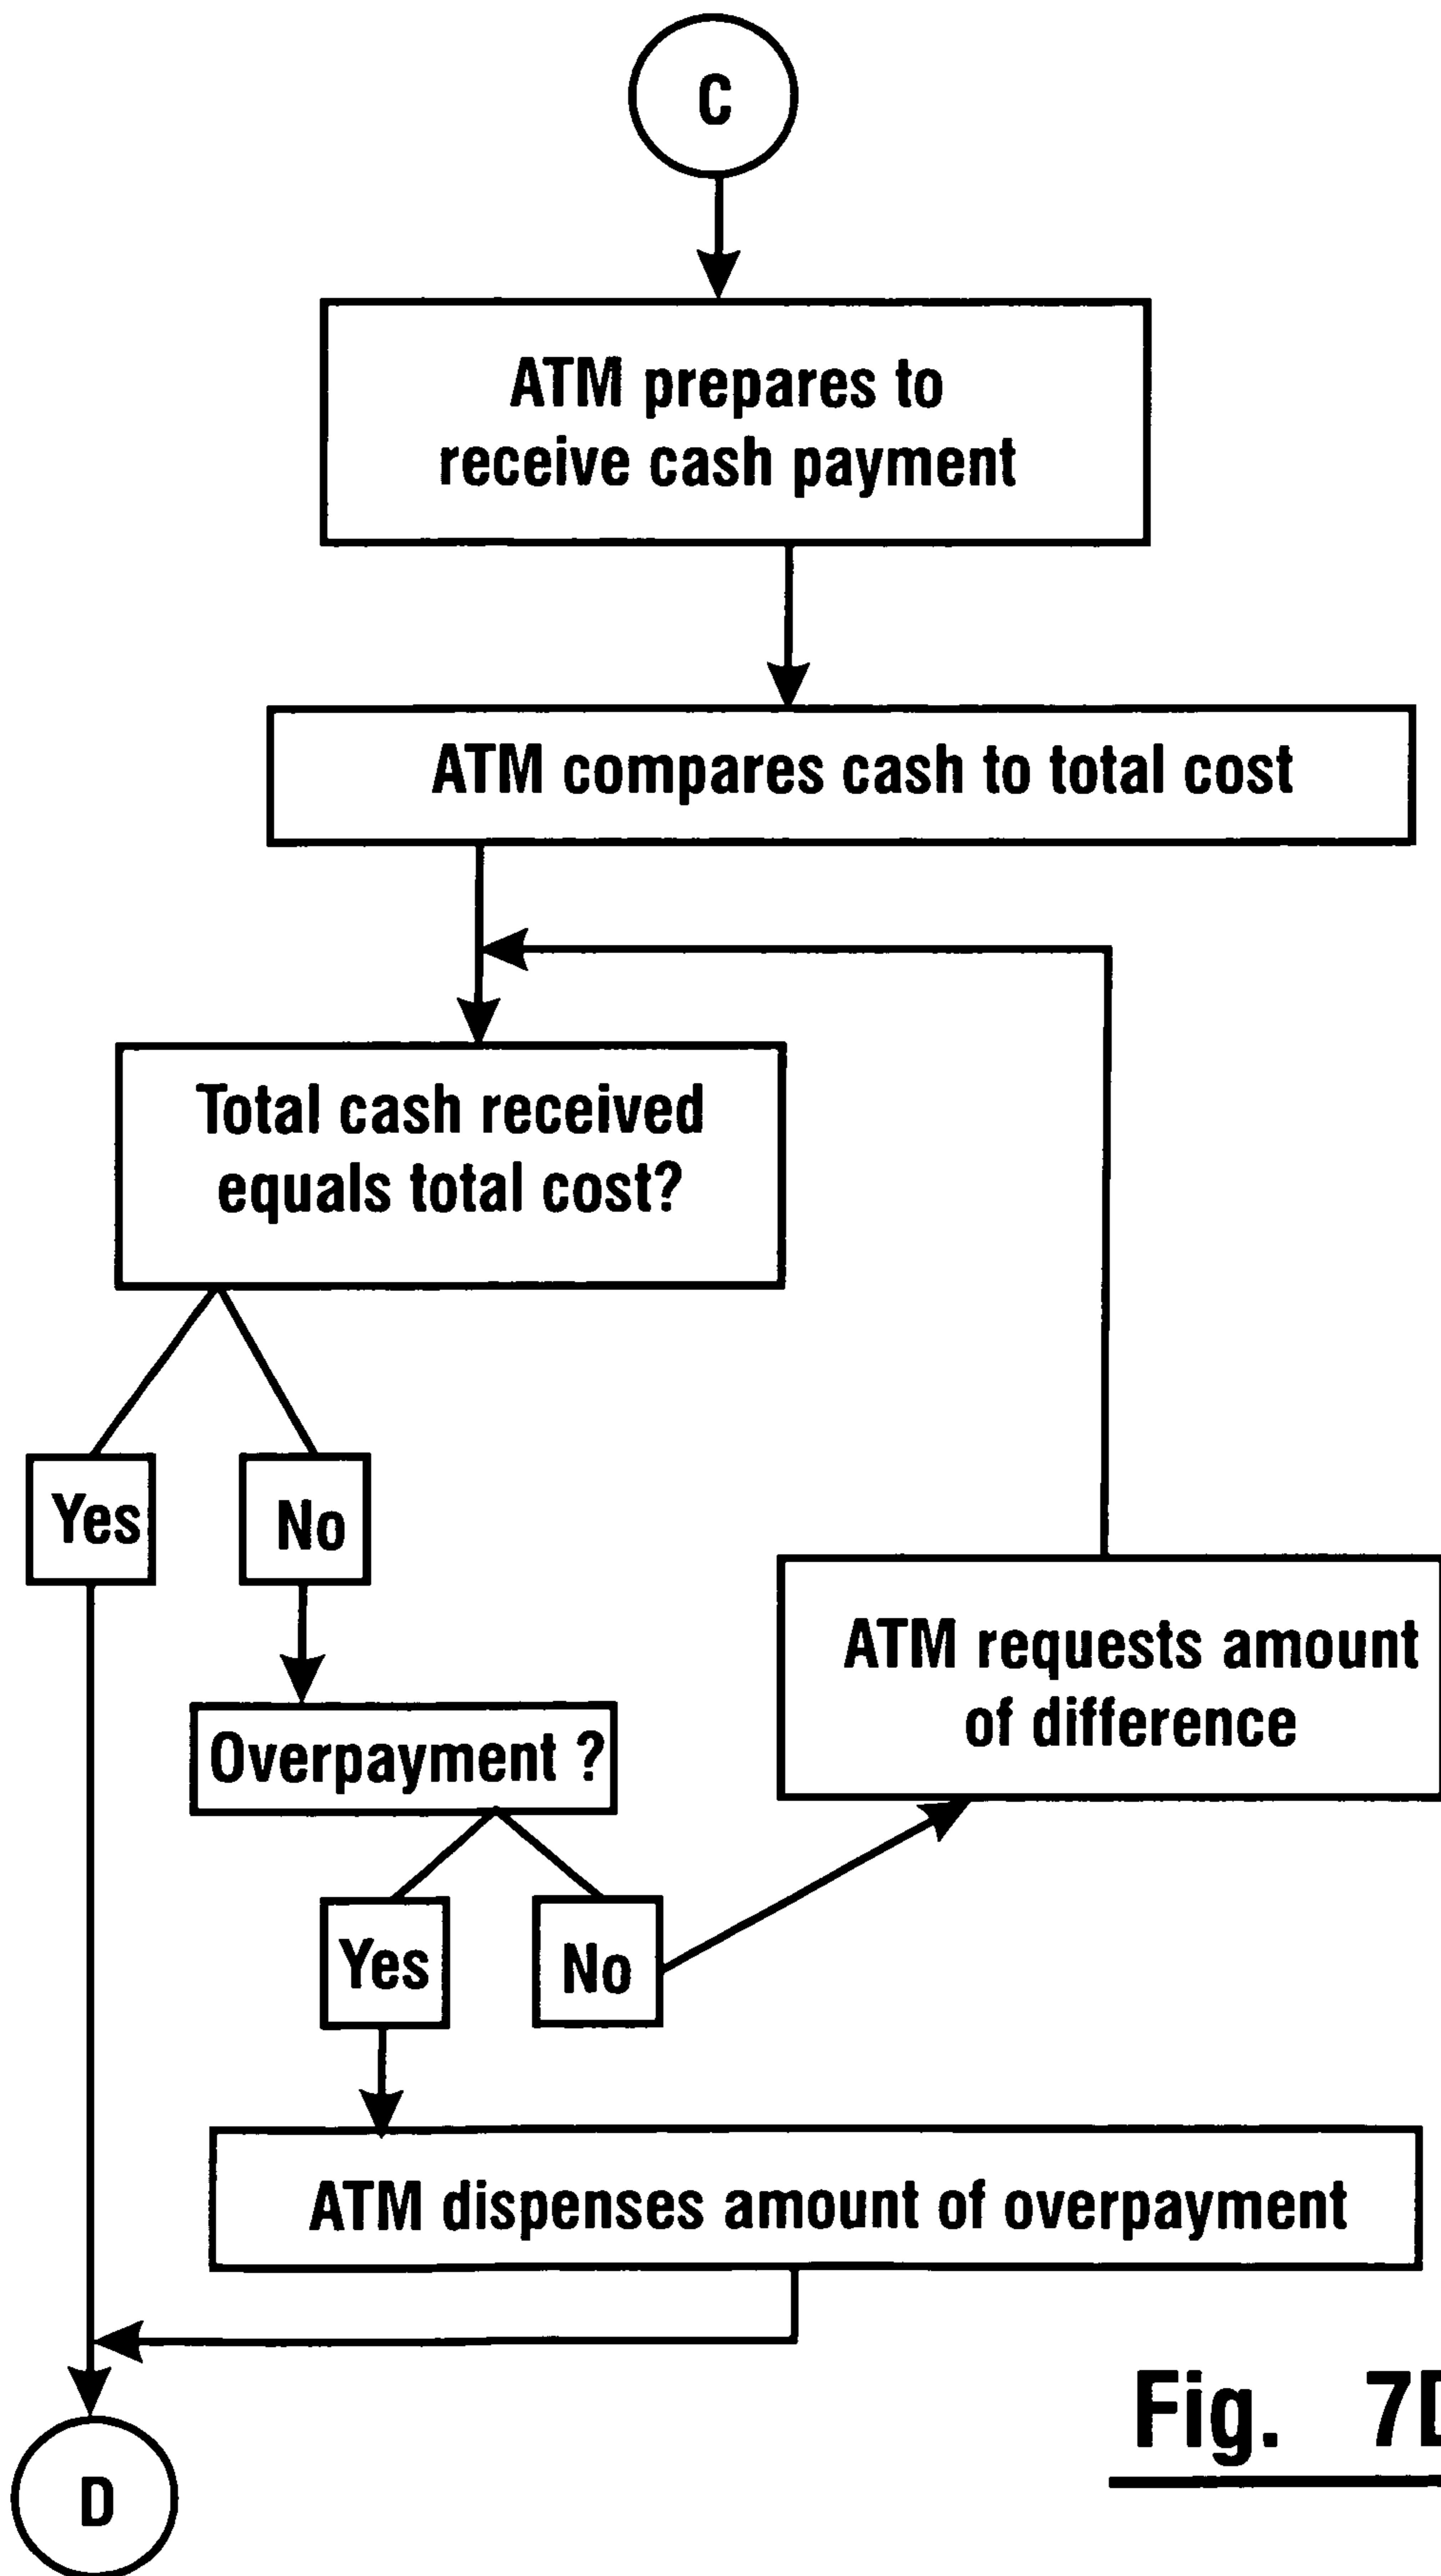 C
ATM prepares to
receive cash payment
ATM compares cash to total cost
Total cash received
equals total cost?
Yes
No
ATM requests amount
of difference
Overpayment ?
Yes
No
ATM dispenses amount of overpayment
Fig. 7D
D